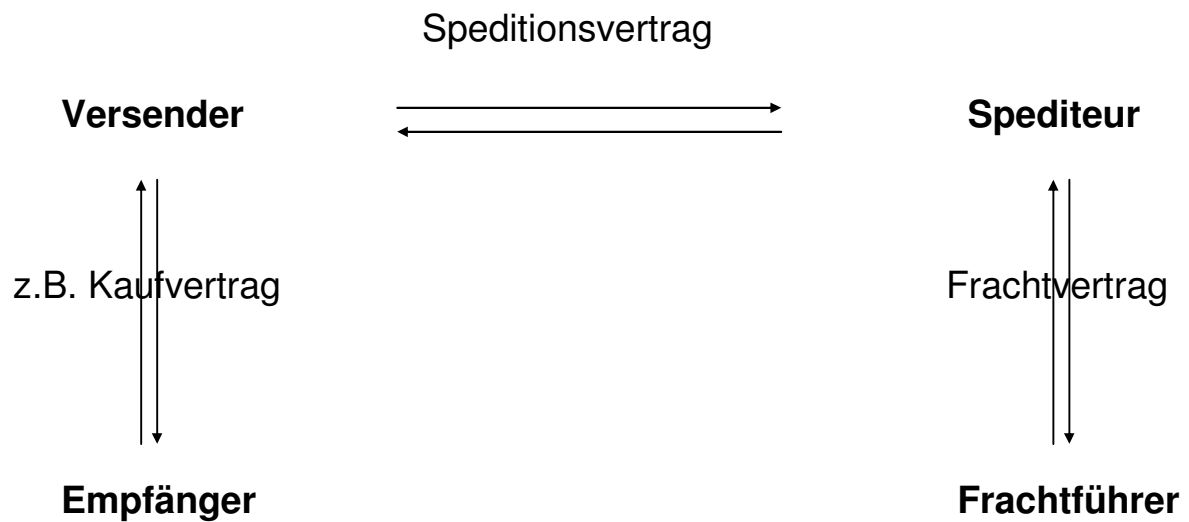 Speditionsvertrag
Versender
Spediteur
z.B. Kaufvertrag
Frachtvertrag
Empfänger
Frachtführer